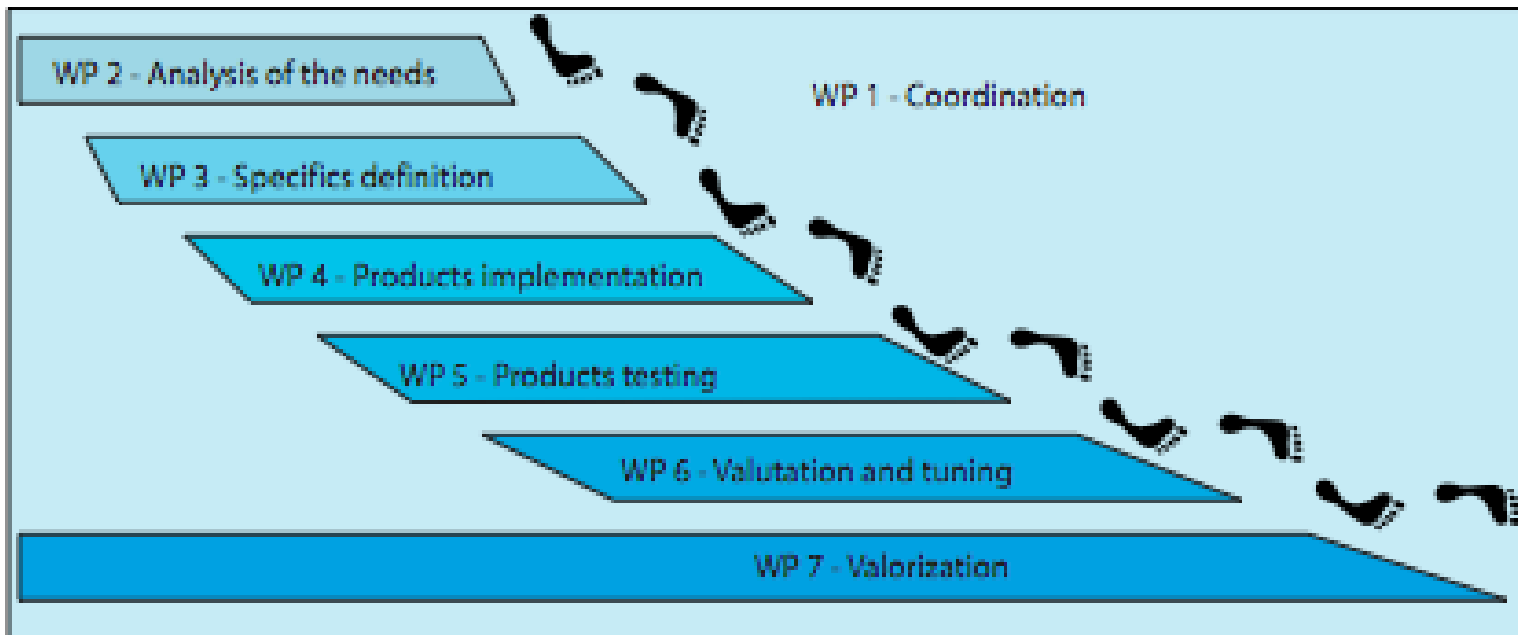 WP 2 - Analysis of the needs
WP 1 - Coordination
WP 3 - Specifics definition
WP 4 - Products implementation
WP 5 - Products testing
WP 6 - Valutation and tuning
WP 7 - Valorization